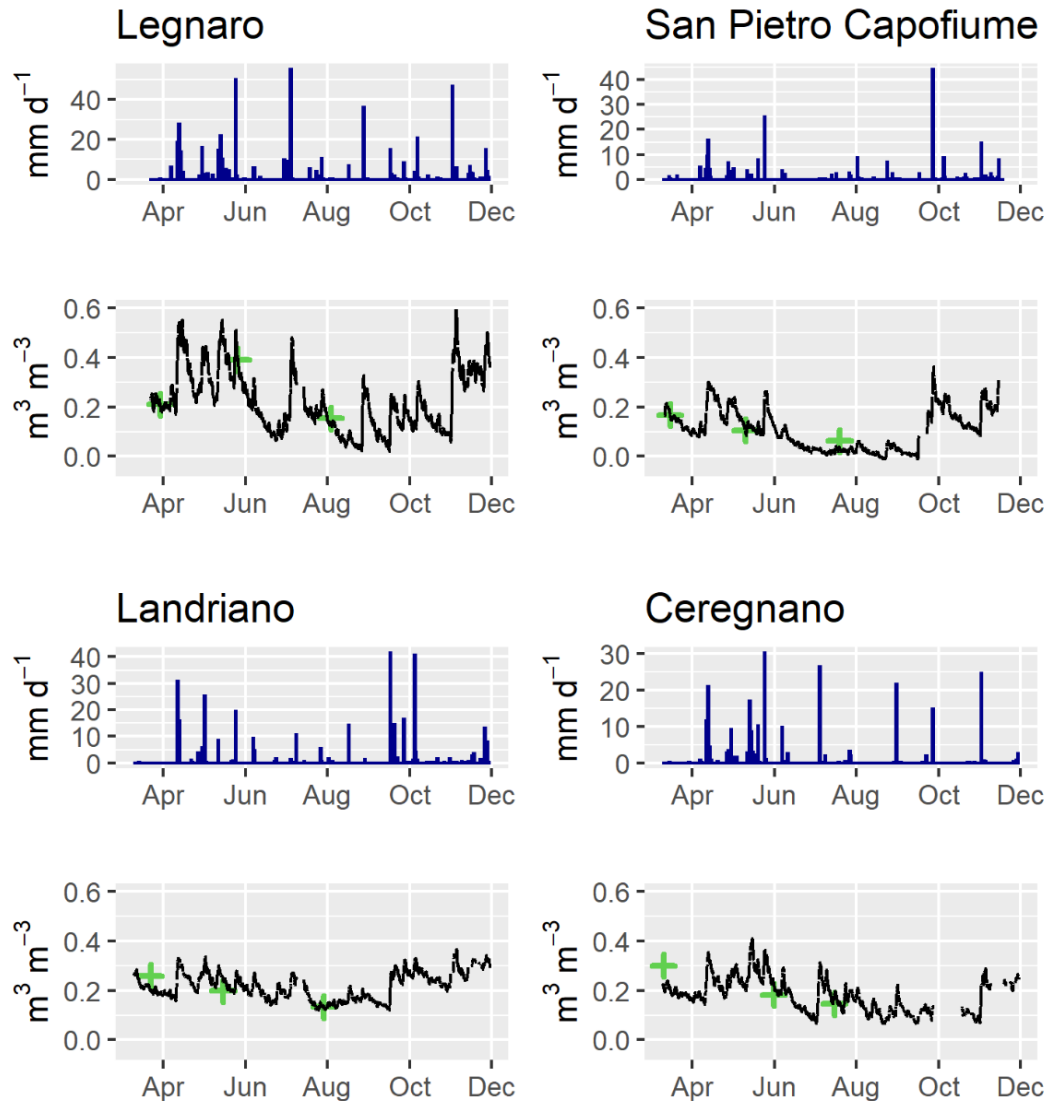 Legnaro
mm d⁻¹
40
20
0
Apr Jun Aug Oct Dec
m³ m⁻³
0.6
0.4
0.2
0.0
Apr Jun Aug Oct Dec
San Pietro Capofiume
mm d⁻¹
40
30
20
10
0
Apr Jun Aug Oct Dec
m³ m⁻³
0.6
0.4
0.2
0.0
Apr Jun Aug Oct Dec
Landriano
mm d⁻¹
40
30
20
10
0
Apr Jun Aug Oct Dec
m³ m⁻³
0.6
0.4
0.2
0.0
Apr Jun Aug Oct Dec
Ceregnano
mm d⁻¹
30
20
10
0
Apr Jun Aug Oct Dec
m³ m⁻³
0.6
0.4
0.2
0.0
Apr Jun Aug Oct Dec